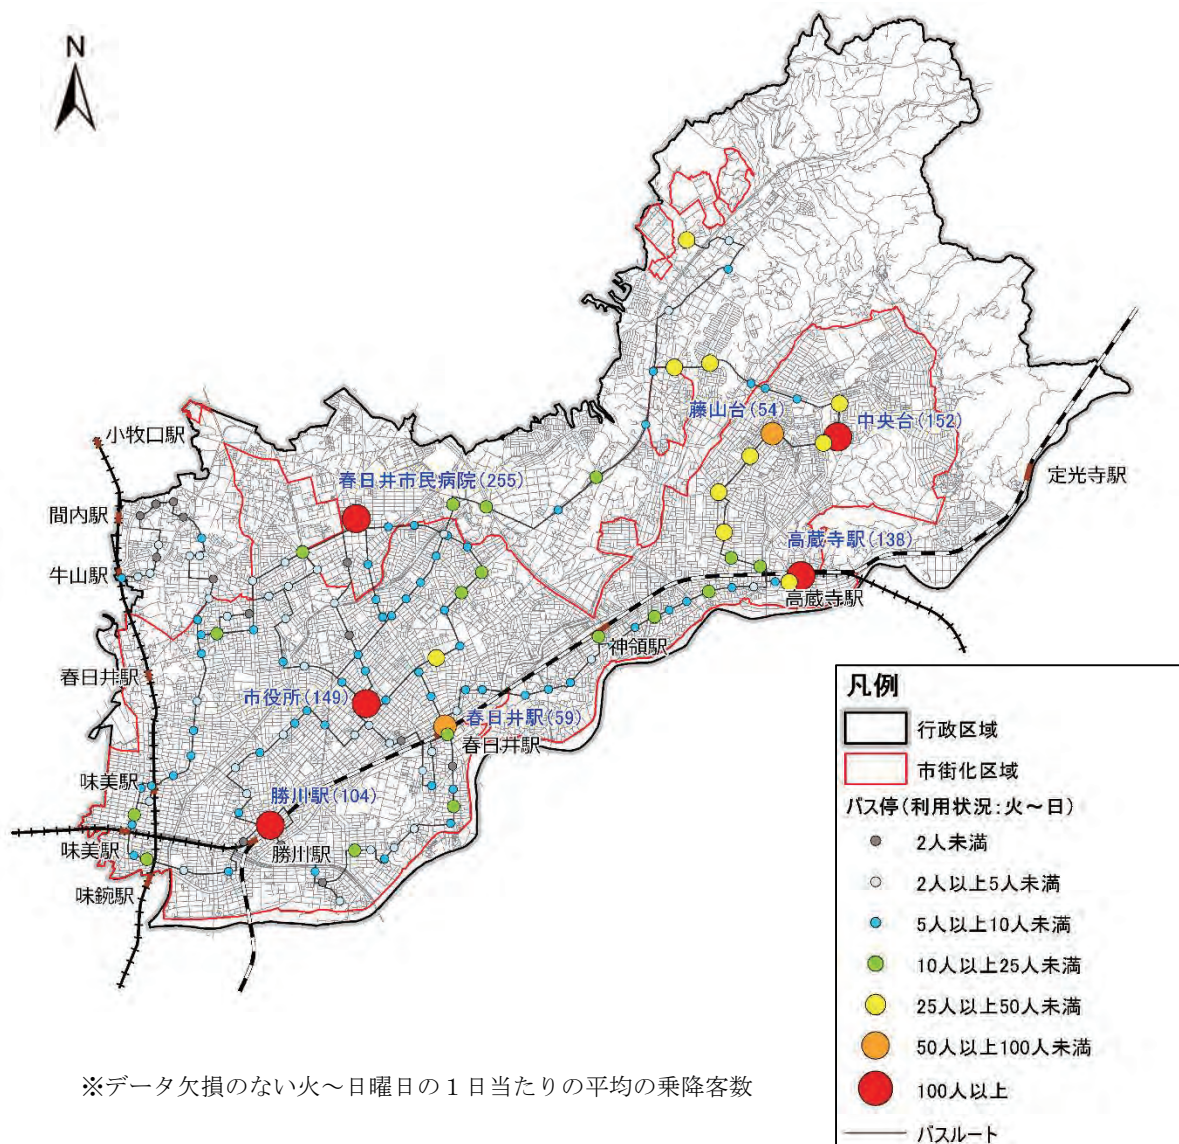 N
藤山台(54)
中央台(152)
小牧口駅
春日井市民病院(255)
定光寺駅
間内駅
高蔵寺駅(138)
牛山駅
高蔵寺駅
神領駅
春日井駅
市役所(149)
春日井駅(59)
春日井駅
味美駅
勝川駅(104)
味美駅
勝川駅
味鋺駅
凡例
行政区域
市街化区域
バス停(利用状況:火～日)
2人未満
2人以上5人未満
5人以上10人未満
10人以上25人未満
25人以上50人未満
50人以上100人未満
100人以上
バスルート
※データ欠損のない火～日曜日の１日当たりの平均の乗降客数